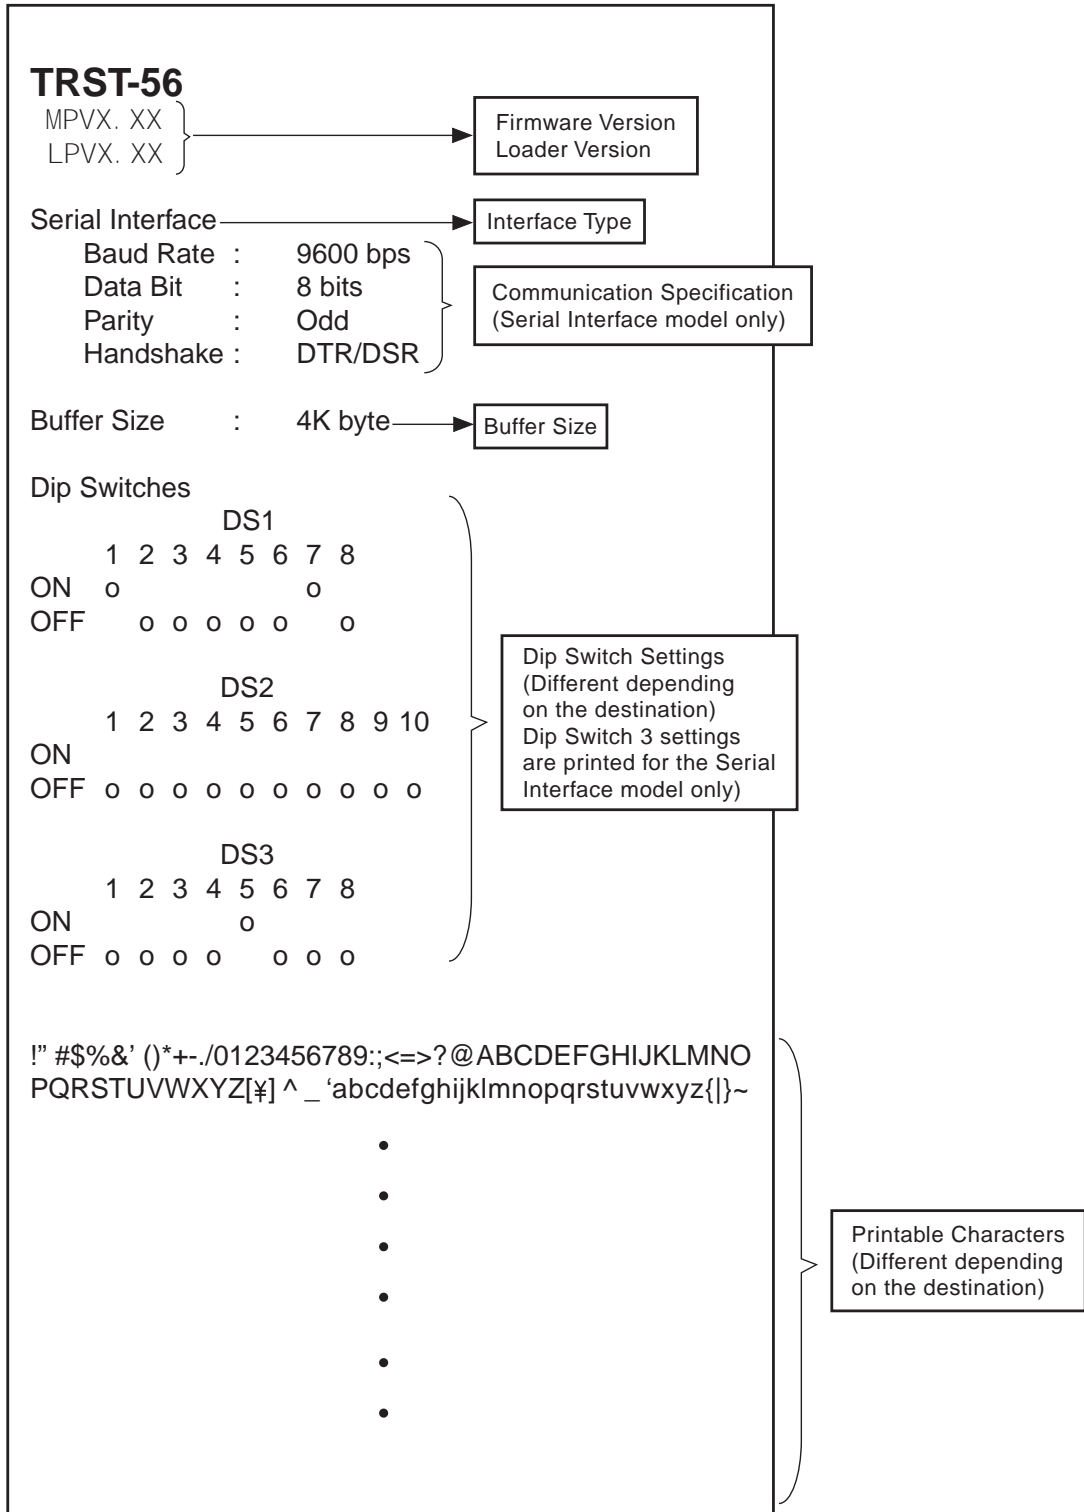 TRST-56
MPVX. XX
LPVX. XX
Firmware Version
Loader Version
Serial Interface
Interface Type
Baud Rate : 9600 bps
Data Bit : 8 bits
Parity : Odd
Handshake : DTR/DSR
Communication Specification
(Serial Interface model only)
Buffer Size : 4K byte
Buffer Size
Dip Switches
DS1
1 2 3 4 5 6 7 8
ON o o
OFF o o o o o o
DS2
1 2 3 4 5 6 7 8 9 10
ON
OFF o o o o o o o o o o
DS3
1 2 3 4 5 6 7 8
ON o
OFF o o o o o o o
Dip Switch Settings
(Different depending
on the destination)
Dip Switch 3 settings
are printed for the Serial
Interface model only)
!” #$%&’ ()*+-./0123456789:;<=>?@ABCDEFGHIJKLMNO
PQRSTUVWXYZ[¥] ^ _ ‘abcdefghijklmnopqrstuvwxyz{|}~
Printable Characters
(Different depending
on the destination)